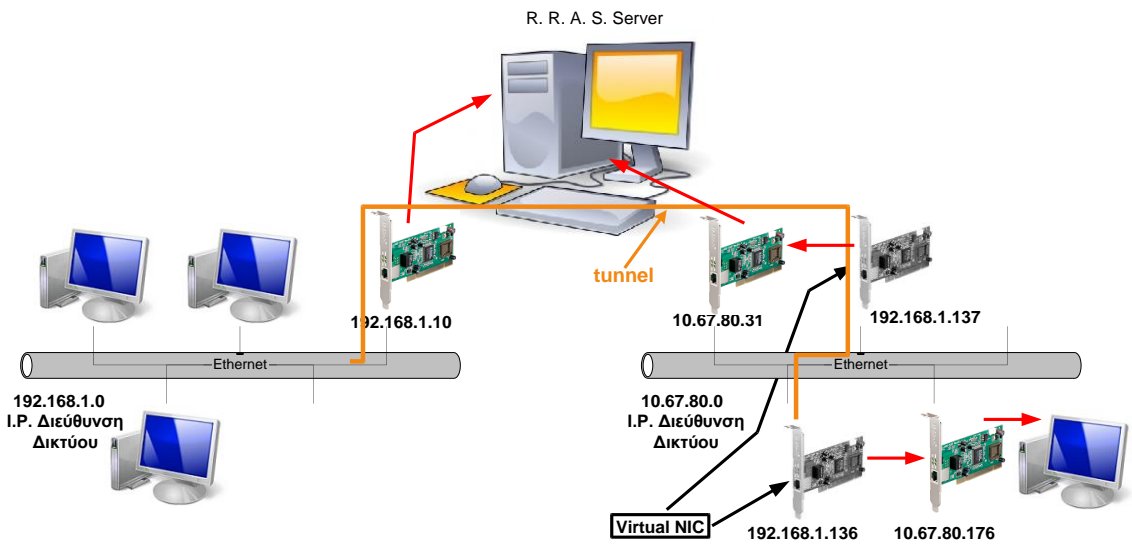 R. R. A. S. Server
tunnel
192.168.1.10
10.67.80.31
192.168.1.137
Ethernet
Ethernet
192.168.1.0
Ι.Ρ. Διεύθυνση
Δικτύου
10.67.80.0
Ι.Ρ. Διεύθυνση
Δικτύου
Virtual NIC
192.168.1.136
10.67.80.176